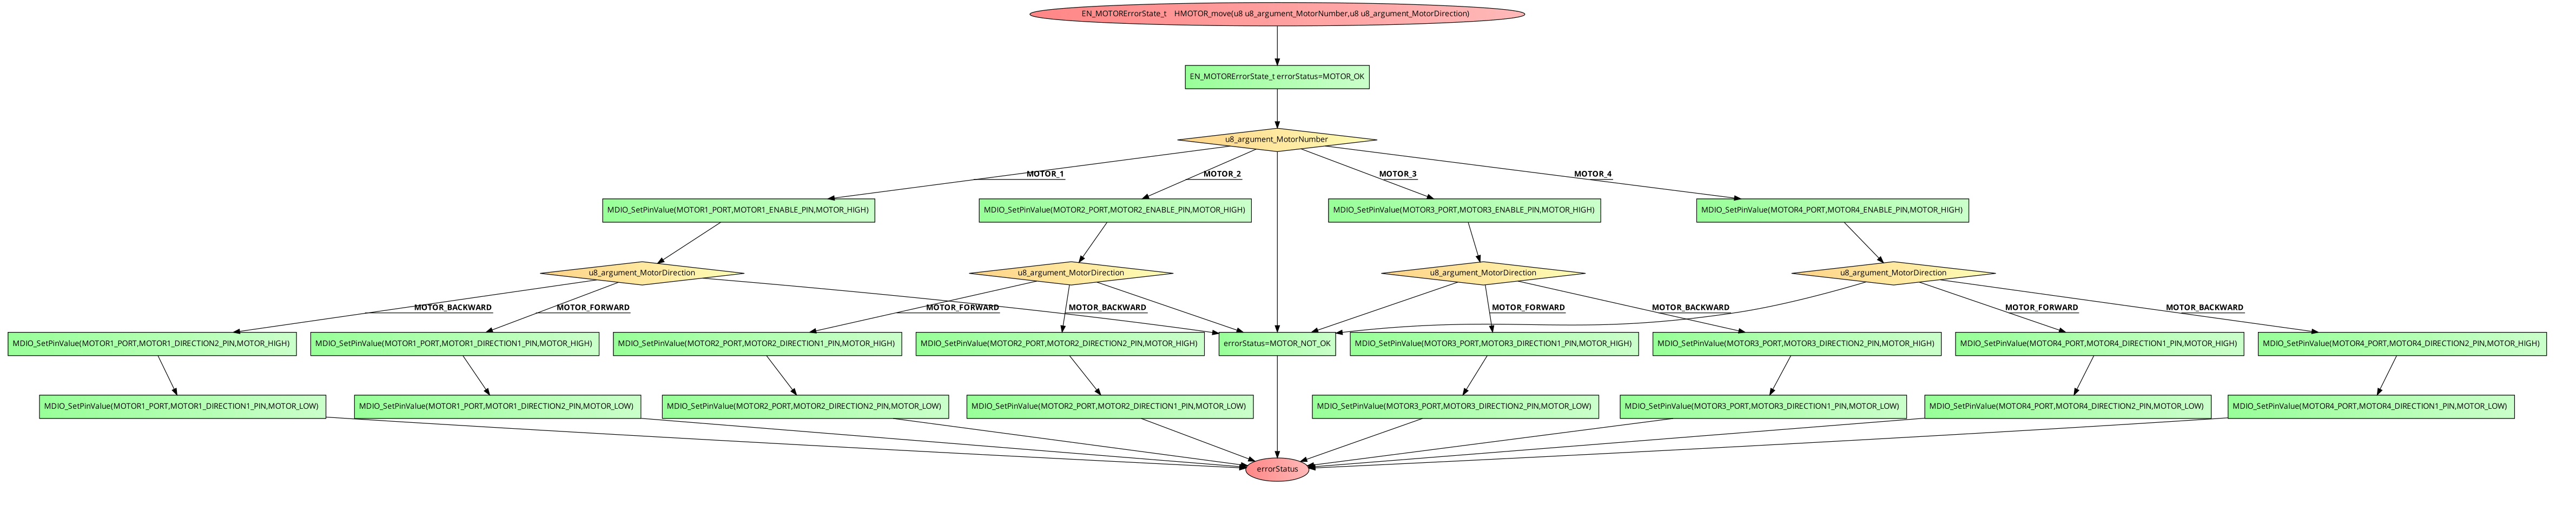 EN_MOTORErrorState_t HMOTOR_move(u8 u8_argument_MotorNumber,u8 u8_argument_MotorDirection)
EN_MOTORErrorState_t errorStatus=MOTOR_OK
u8_argument_MotorNumber
MOTOR_1
MOTOR_2
MOTOR_3
MOTOR_4
MDIO_SetPinValue(MOTOR1_PORT,MOTOR1_ENABLE_PIN,MOTOR_HIGH)
MDIO_SetPinValue(MOTOR2_PORT,MOTOR2_ENABLE_PIN,MOTOR_HIGH)
MDIO_SetPinValue(MOTOR3_PORT,MOTOR3_ENABLE_PIN,MOTOR_HIGH)
MDIO_SetPinValue(MOTOR4_PORT,MOTOR4_ENABLE_PIN,MOTOR_HIGH)
u8_argument_MotorDirection
u8_argument_MotorDirection
u8_argument_MotorDirection
u8_argument_MotorDirection
MOTOR_BACKWARD
MOTOR_FORWARD
MOTOR_FORWARD
MOTOR_BACKWARD
MOTOR_FORWARD
MOTOR_BACKWARD
MOTOR_FORWARD
MOTOR_BACKWARD
MDIO_SetPinValue(MOTOR1_PORT,MOTOR1_DIRECTION2_PIN,MOTOR_HIGH)
MDIO_SetPinValue(MOTOR1_PORT,MOTOR1_DIRECTION1_PIN,MOTOR_HIGH)
MDIO_SetPinValue(MOTOR2_PORT,MOTOR2_DIRECTION1_PIN,MOTOR_HIGH)
MDIO_SetPinValue(MOTOR2_PORT,MOTOR2_DIRECTION2_PIN,MOTOR_HIGH)
errorStatus=MOTOR_NOT_OK
MDIO_SetPinValue(MOTOR3_PORT,MOTOR3_DIRECTION1_PIN,MOTOR_HIGH)
MDIO_SetPinValue(MOTOR3_PORT,MOTOR3_DIRECTION2_PIN,MOTOR_HIGH)
MDIO_SetPinValue(MOTOR4_PORT,MOTOR4_DIRECTION1_PIN,MOTOR_HIGH)
MDIO_SetPinValue(MOTOR4_PORT,MOTOR4_DIRECTION2_PIN,MOTOR_HIGH)
MDIO_SetPinValue(MOTOR1_PORT,MOTOR1_DIRECTION1_PIN,MOTOR_LOW)
MDIO_SetPinValue(MOTOR1_PORT,MOTOR1_DIRECTION2_PIN,MOTOR_LOW)
MDIO_SetPinValue(MOTOR2_PORT,MOTOR2_DIRECTION2_PIN,MOTOR_LOW)
MDIO_SetPinValue(MOTOR2_PORT,MOTOR2_DIRECTION1_PIN,MOTOR_LOW)
MDIO_SetPinValue(MOTOR3_PORT,MOTOR3_DIRECTION2_PIN,MOTOR_LOW)
MDIO_SetPinValue(MOTOR3_PORT,MOTOR3_DIRECTION1_PIN,MOTOR_LOW)
MDIO_SetPinValue(MOTOR4_PORT,MOTOR4_DIRECTION2_PIN,MOTOR_LOW)
MDIO_SetPinValue(MOTOR4_PORT,MOTOR4_DIRECTION1_PIN,MOTOR_LOW)
errorStatus